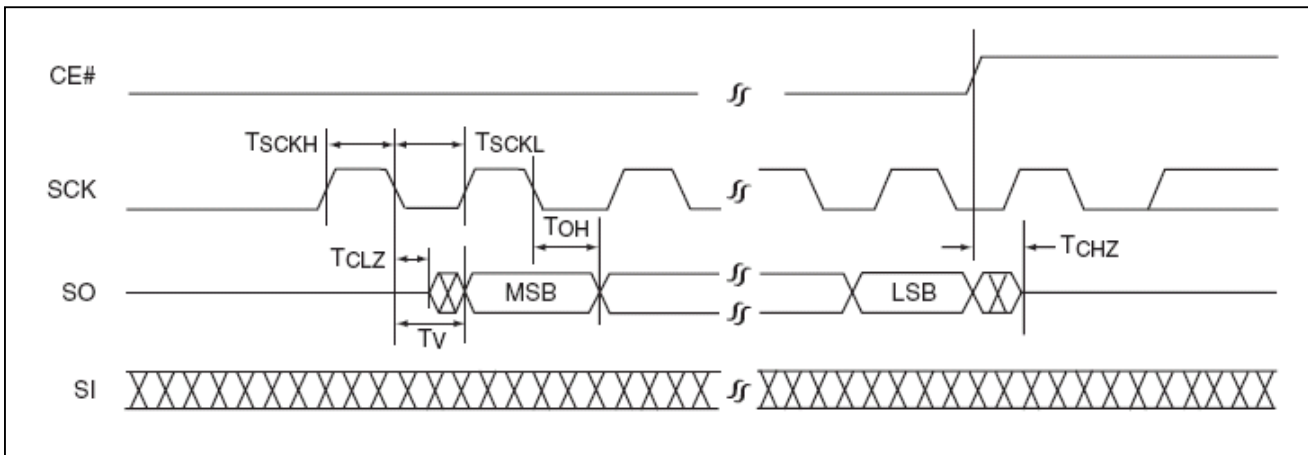 CE#
TSCKH TSCKL
SCK
TOH
TCLZ TCHZ
SO MSB LSB
TV
SI